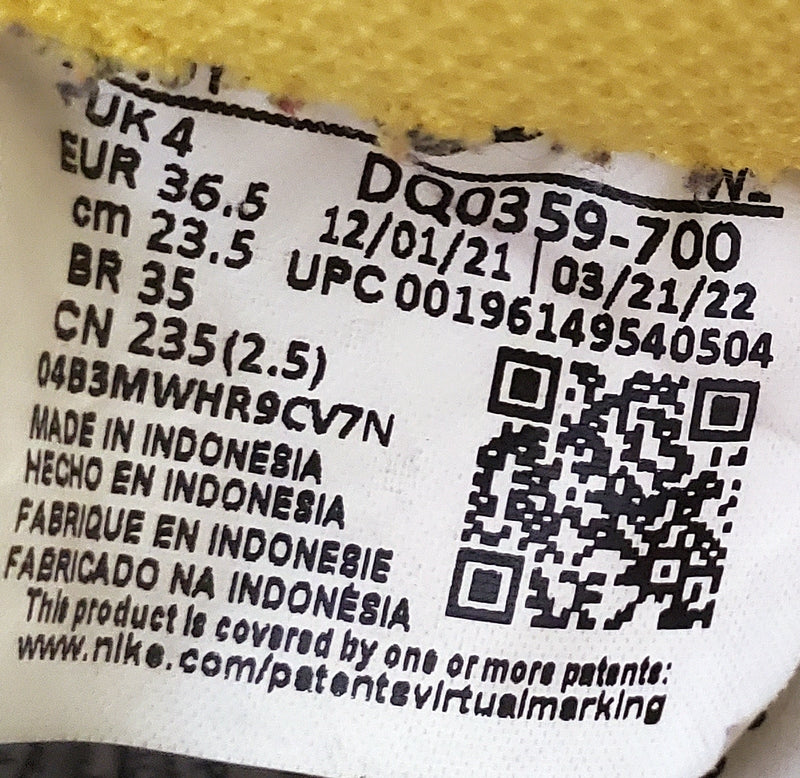 UK 4
EUR 36.5
cm 23.5
BR 35
CN 235(2.5)
DQ0359-700
12/01/21 | 03/21/22
UPC 00196149540504
04B3MWHR9CV7N
MADE IN INDONESIA
HECHO EN INDONESIA
FABRIQUE EN INDONESIE
FABRICADO NA INDONÉSIA
This product is covered by one or more patents:
www.nike.com/patentsvirtualmarking